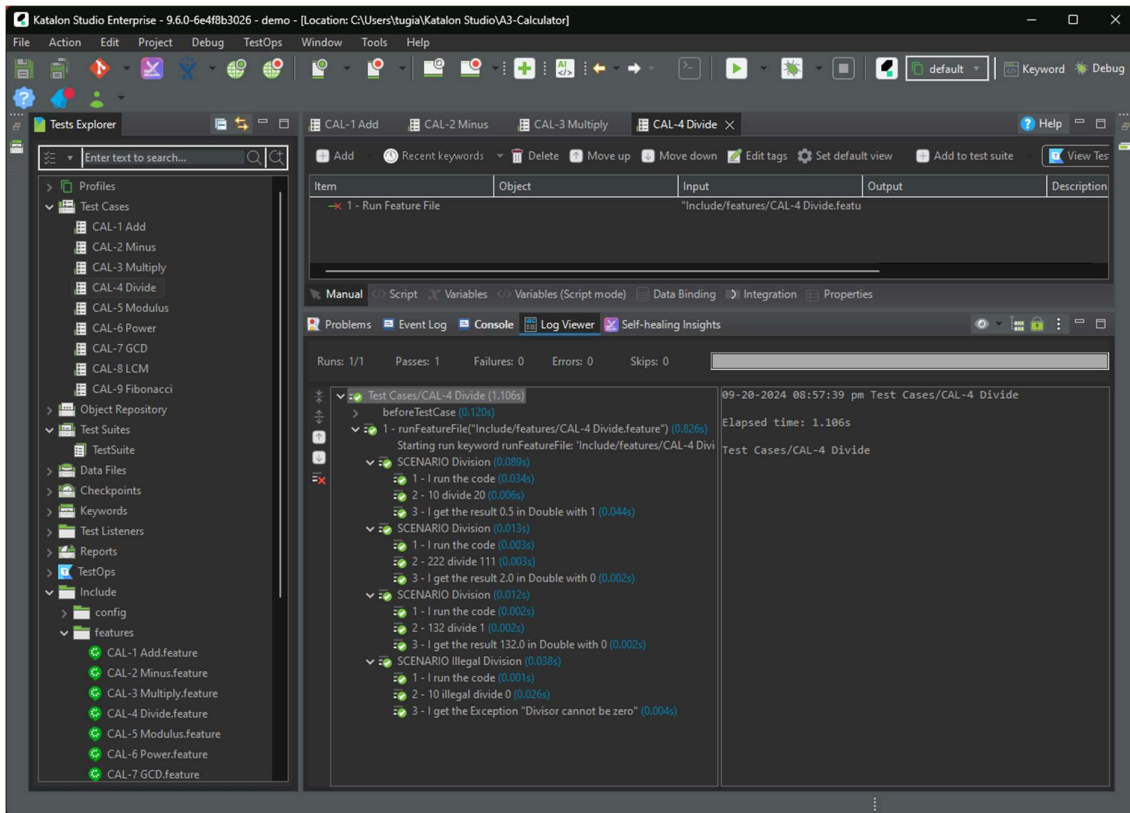 Katalon Studio Enterprise - 9.6.0-6e4f8b3026 - demo - [Location: C:\Users\tugia\Katalon Studio\A3-Calculator]
File Action Edit Project Debug TestOps Window Tools Help
default Keyword Debug
Tests Explorer
Enter text to search...
Profiles
Test Cases
CAL-1 Add
CAL-2 Minus
CAL-3 Multiply
CAL-4 Divide
CAL-5 Modulus
CAL-6 Power
CAL-7 GCD
CAL-8 LCM
CAL-9 Fibonacci
Object Repository
Test Suites
TestSuite
Data Files
Checkpoints
Keywords
Test Listeners
Reports
TestOps
Include
config
features
CAL-1 Add.feature
CAL-2 Minus.feature
CAL-3 Multiply.feature
CAL-4 Divide.feature
CAL-5 Modulus.feature
CAL-6 Power.feature
CAL-7 GCD.feature
CAL-1 Add CAL-2 Minus CAL-3 Multiply CAL-4 Divide Help
Add Recent keywords Delete Move up Move down Edit tags Set default view Add to test suite View Tes
Item Object Input Output Description
1 - Run Feature File "Include/features/CAL-4 Divide.featu
Manual Script Variables Variables (Script mode) Data Binding Integration Properties
Problems Event Log Console Log Viewer Self-healing Insights
Runs: 1/1 Passes: 1 Failures: 0 Errors: 0 Skips: 0
Test Cases/CAL-4 Divide (1.106s)
beforeTestCase (0.120s)
1 - runFeatureFile("Include/features/CAL-4 Divide.feature") (0.826s)
Starting run keyword runFeatureFile: 'Include/features/CAL-4 Divi
SCENARIO Division (0.089s)
1 - I run the code (0.034s)
2 - 10 divide 20 (0.006s)
3 - I get the result 0.5 in Double with 1 (0.044s)
SCENARIO Division (0.013s)
1 - I run the code (0.003s)
2 - 222 divide 111 (0.003s)
3 - I get the result 2.0 in Double with 0 (0.002s)
SCENARIO Division (0.012s)
1 - I run the code (0.002s)
2 - 132 divide 1 (0.002s)
3 - I get the result 132.0 in Double with 0 (0.002s)
SCENARIO Illegal Division (0.038s)
1 - I run the code (0.001s)
2 - 10 illegal divide 0 (0.026s)
3 - I get the Exception "Divisor cannot be zero" (0.004s)
09-20-2024 08:57:39 pm Test Cases/CAL-4 Divide
Elapsed time: 1.106s
Test Cases/CAL-4 Divide